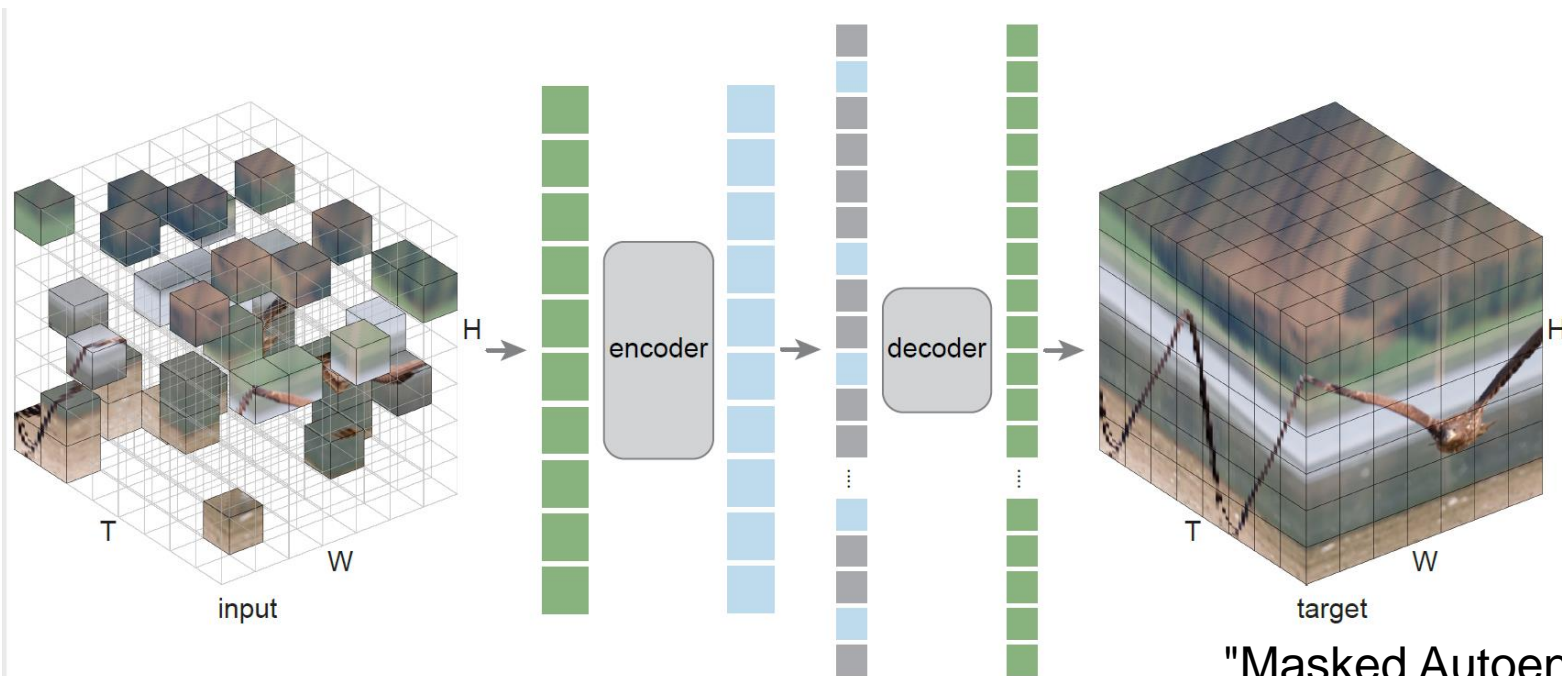 H
encoder
decoder
H
T
W
input
T
W
target
"Masked Autoen